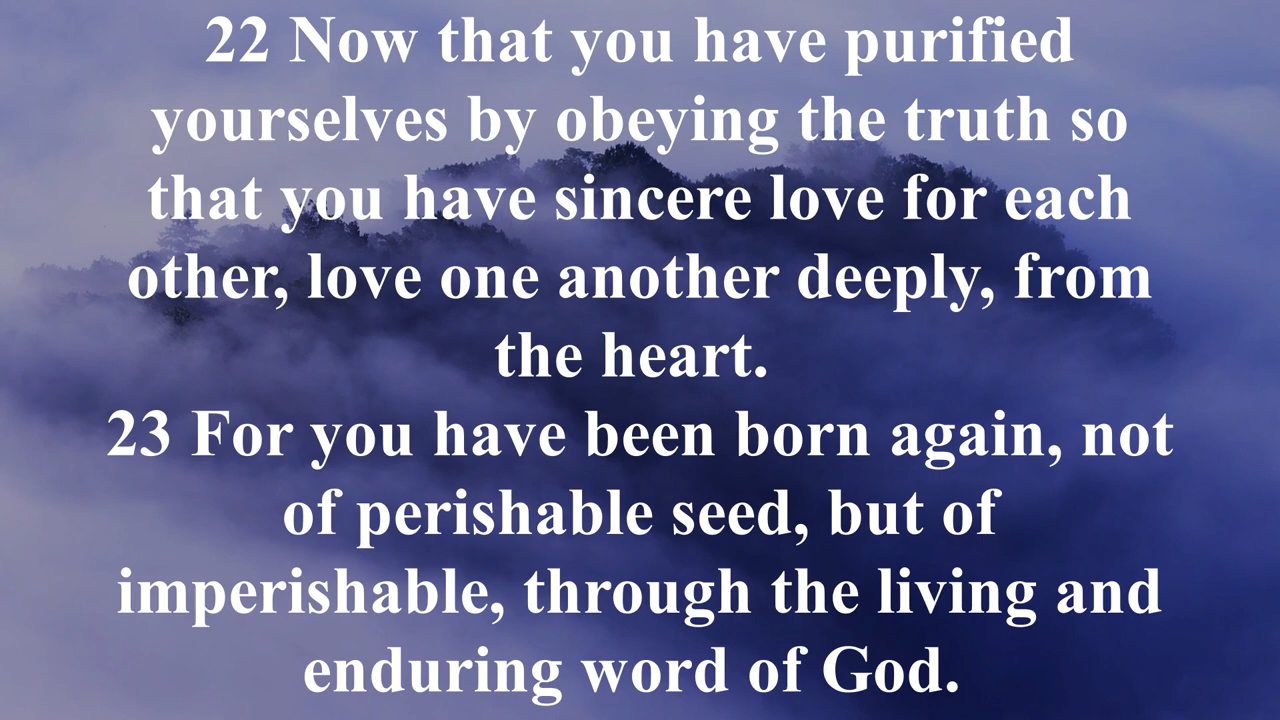 22 Now that you have purified
yourselves by obeying the truth so
that you have sincere love for each
other, love one another deeply, from
the heart.
23 For you have been born again, not
of perishable seed, but of
imperishable, through the living and
enduring word of God.